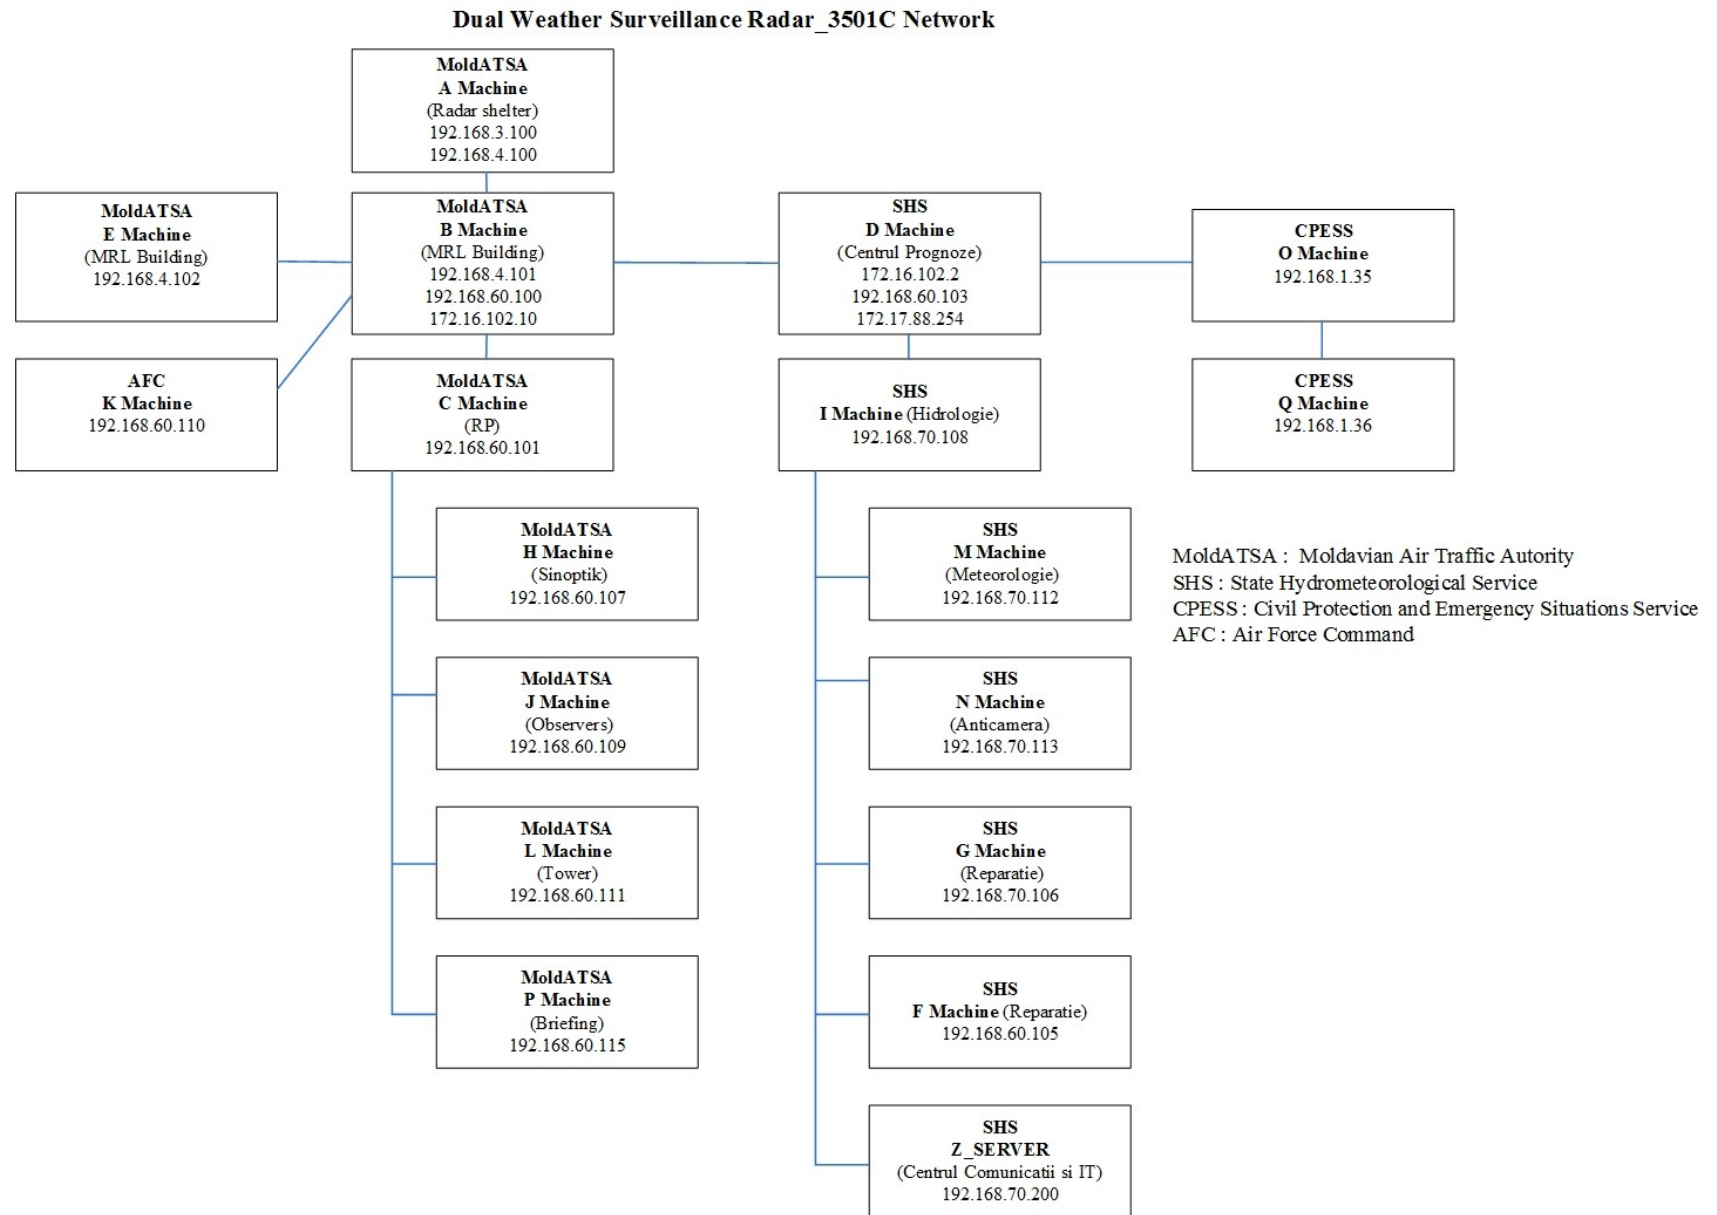 Dual Weather Surveillance Radar_3501C Network
MoldATSA
A Machine
(Radar shelter)
192.168.3.100
192.168.4.100
MoldATSA
E Machine
(MRL Building)
192.168.4.102
MoldATSA
B Machine
(MRL Building)
192.168.4.101
192.168.60.100
172.16.102.10
SHS
D Machine
(Centrul Prognoze)
172.16.102.2
192.168.60.103
172.17.88.254
CPESS
O Machine
192.168.1.35
AFC
K Machine
192.168.60.110
MoldATSA
C Machine
(RP)
192.168.60.101
SHS
I Machine (Hidrologie)
192.168.70.108
CPESS
Q Machine
192.168.1.36
MoldATSA
H Machine
(Sinoptik)
192.168.60.107
SHS
M Machine
(Meteorologie)
192.168.70.112
MoldATSA : Moldavian Air Traffic Autority
SHS : State Hydrometeorological Service
CPESS : Civil Protection and Emergency Situations Service
AFC : Air Force Command
MoldATSA
J Machine
(Observers)
192.168.60.109
SHS
N Machine
(Anticamera)
192.168.70.113
MoldATSA
L Machine
(Tower)
192.168.60.111
SHS
G Machine
(Reparatie)
192.168.70.106
MoldATSA
P Machine
(Briefing)
192.168.60.115
SHS
F Machine (Reparatie)
192.168.60.105
SHS
Z_SERVER
(Centrul Comunicatii si IT)
192.168.70.200